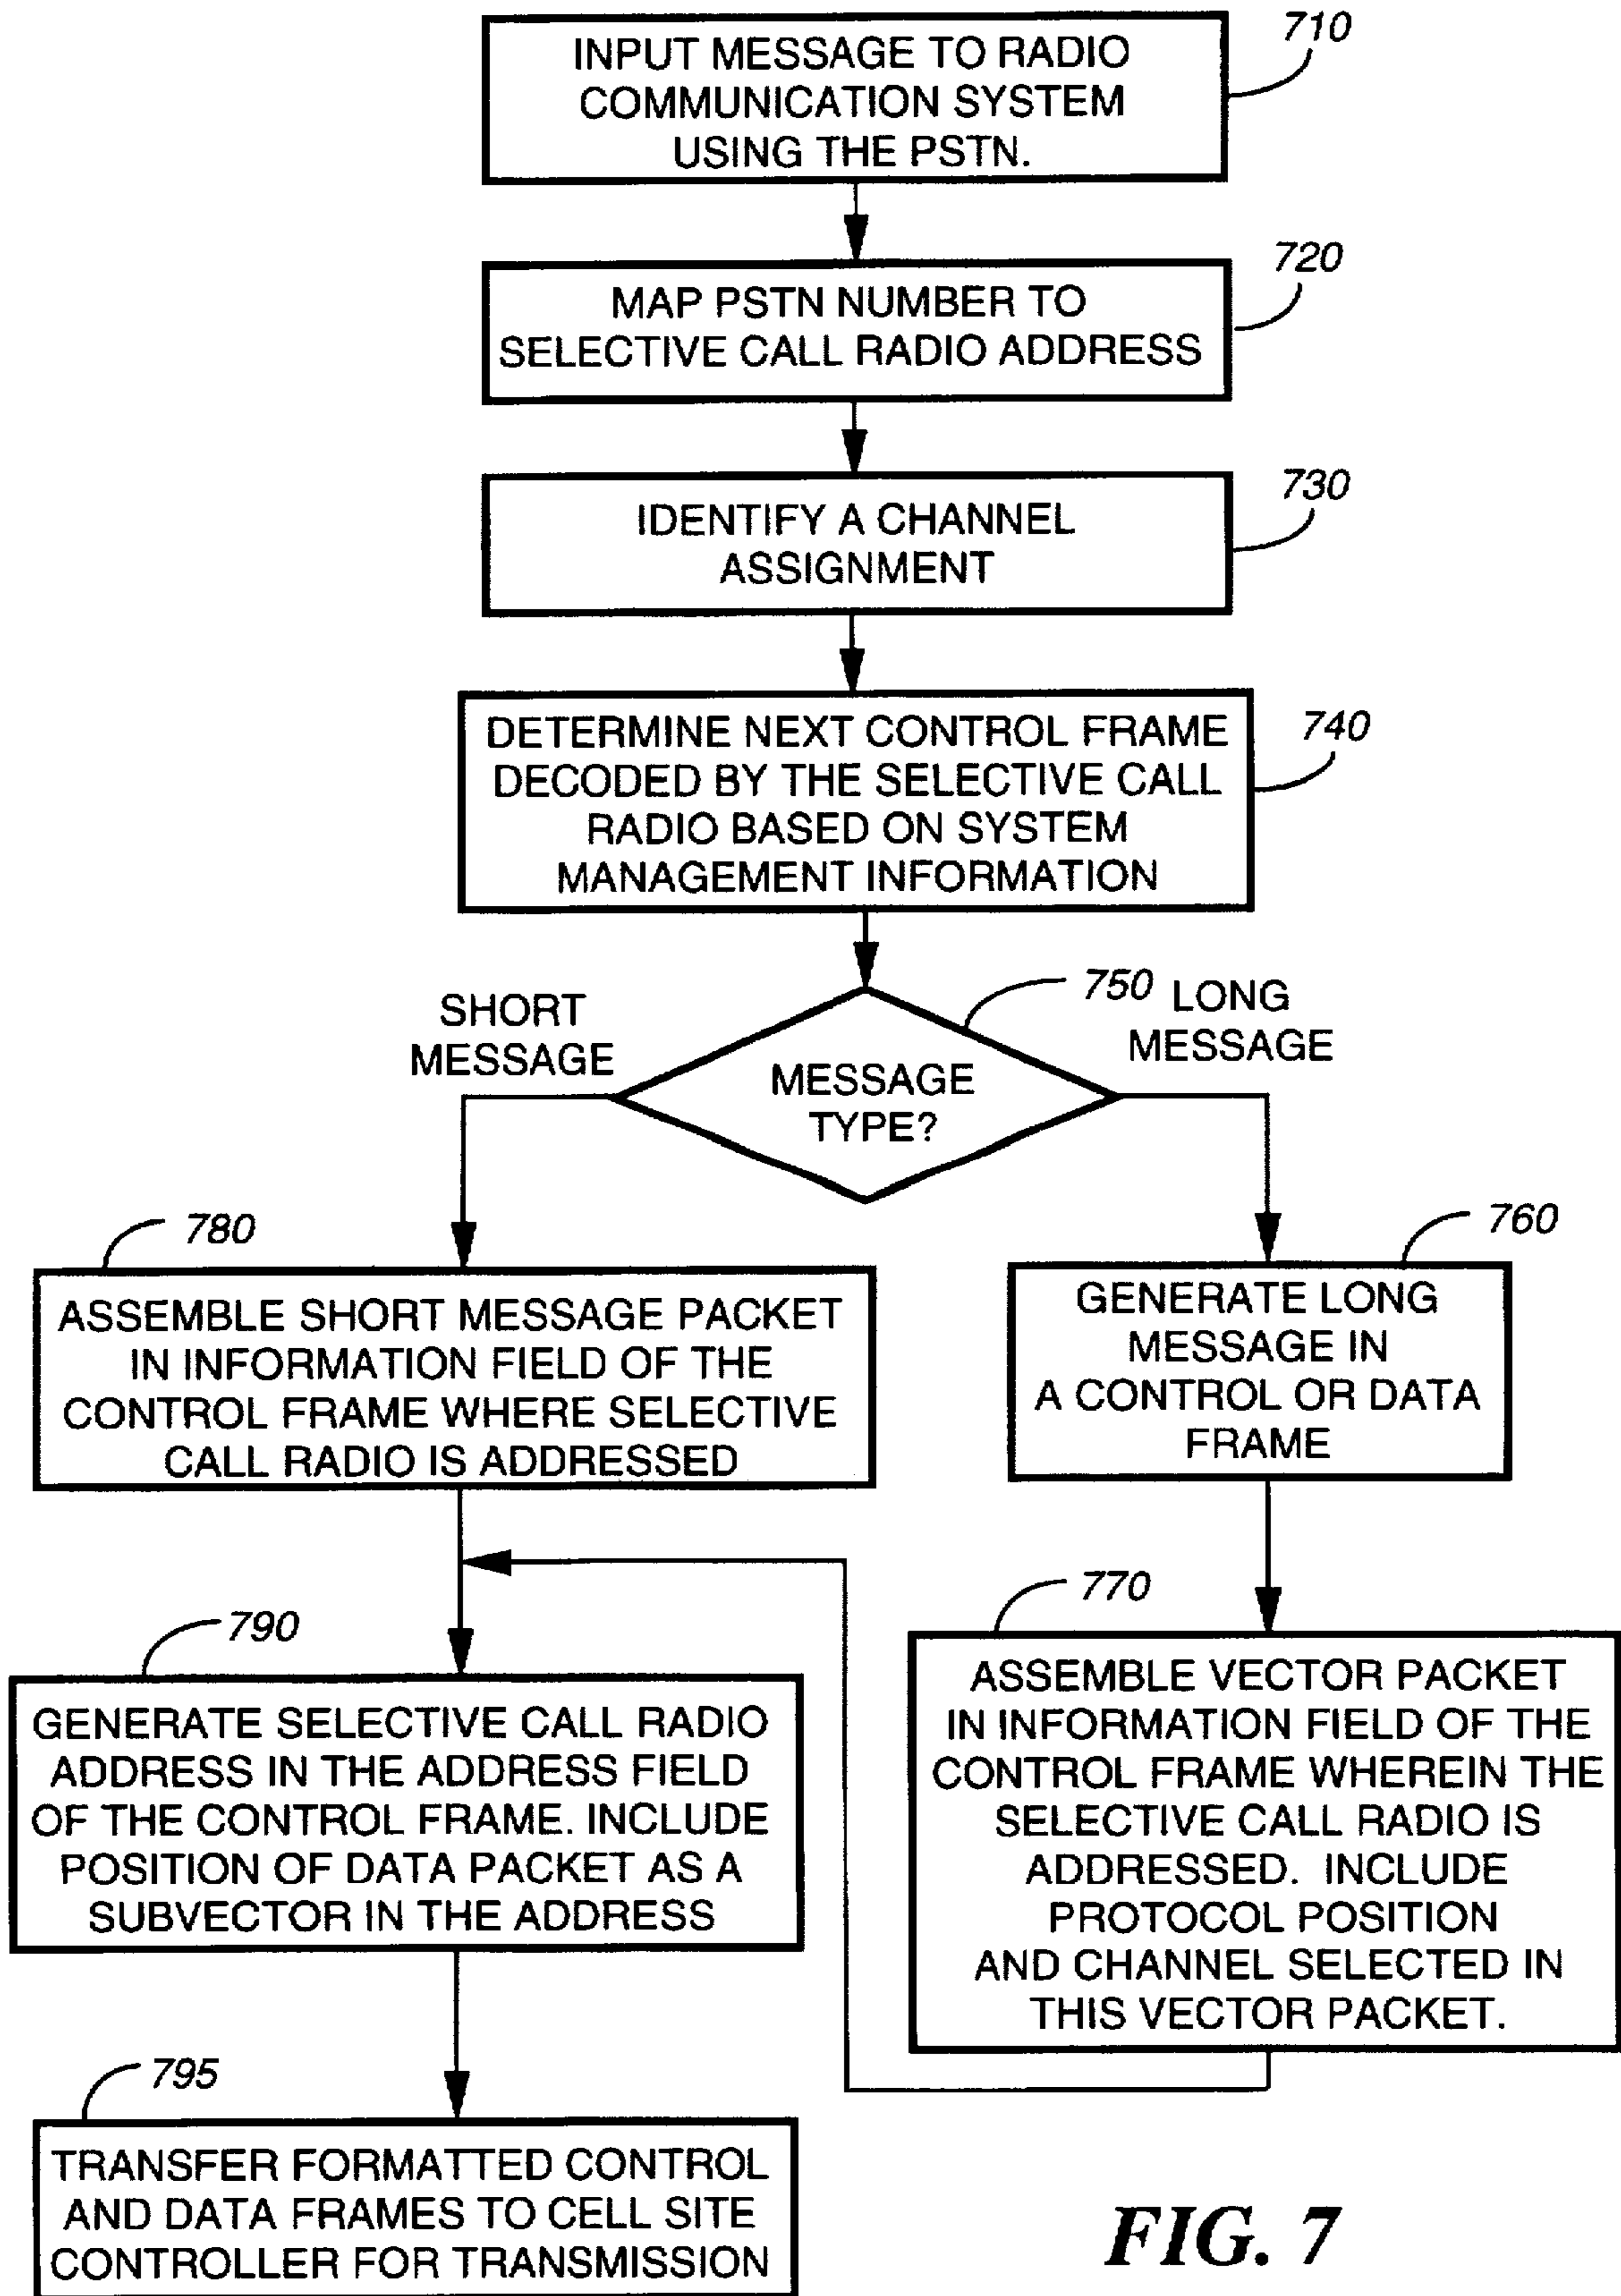 710
INPUT MESSAGE TO RADIO
COMMUNICATION SYSTEM
USING THE PSTN.
720
MAP PSTN NUMBER TO
SELECTIVE CALL RADIO ADDRESS
730
IDENTIFY A CHANNEL
ASSIGNMENT
740
DETERMINE NEXT CONTROL FRAME
DECODED BY THE SELECTIVE CALL
RADIO BASED ON SYSTEM
MANAGEMENT INFORMATION
750
SHORT
MESSAGE
LONG
MESSAGE
MESSAGE
TYPE?
780
ASSEMBLE SHORT MESSAGE PACKET
IN INFORMATION FIELD OF THE
CONTROL FRAME WHERE SELECTIVE
CALL RADIO IS ADDRESSED
760
GENERATE LONG
MESSAGE IN
A CONTROL OR DATA
FRAME
770
ASSEMBLE VECTOR PACKET
IN INFORMATION FIELD OF THE
CONTROL FRAME WHEREIN THE
SELECTIVE CALL RADIO IS
ADDRESSED. INCLUDE
PROTOCOL POSITION
AND CHANNEL SELECTED IN
THIS VECTOR PACKET.
790
GENERATE SELECTIVE CALL RADIO
ADDRESS IN THE ADDRESS FIELD
OF THE CONTROL FRAME. INCLUDE
POSITION OF DATA PACKET AS A
SUBVECTOR IN THE ADDRESS
795
TRANSFER FORMATTED CONTROL
AND DATA FRAMES TO CELL SITE
CONTROLLER FOR TRANSMISSION
FIG. 7